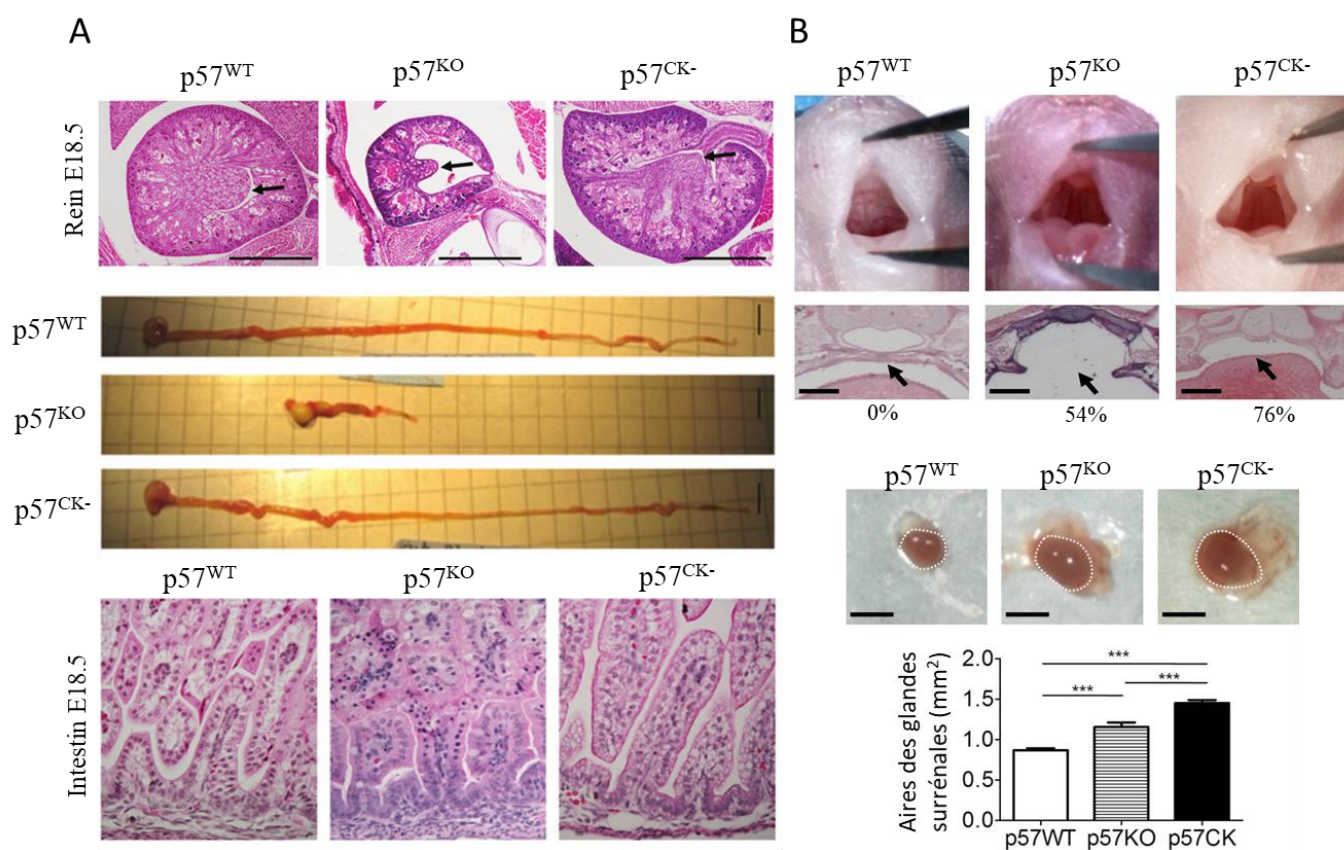 A
p57WT p57KO p57CK-
Rein E18.5
p57WT
p57KO
p57CK-
p57WT p57KO p57CK-
Intestin E18.5
B
p57WT p57KO p57CK-
0% 54% 76%
p57WT p57KO p57CK-
Aires des glandes
surrénales (mm²)
2.0
1.5
1.0
0.5
0.0
***
*** ***
p57WT p57KO p57CK